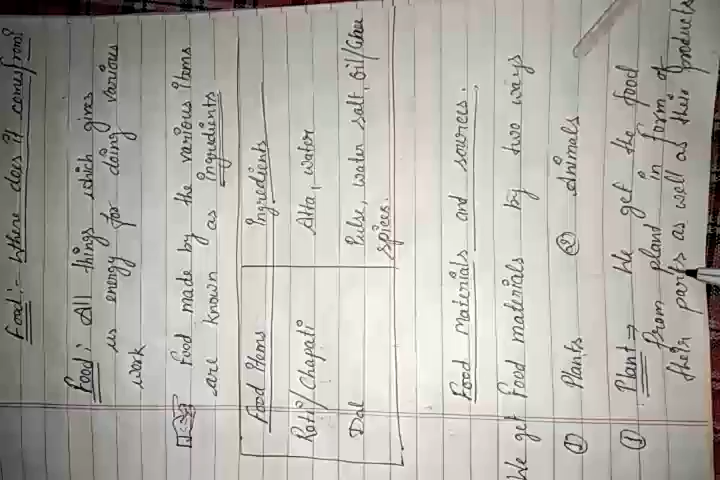 Food :- Where does it comes from?
Food : All things which gives
us energy for doing various
work
Food made by the various items
are known as Ingredients
Food Items Ingredients
Roti/Chapati Atta, water
Dal Pulse, water salt, oil/Ghee
spices.
Food Materials and sources.
We get Food materials by two ways
① Plants ② Animals
① Plant ⇒ We get the food
from plant in form of
their parts as well as their products